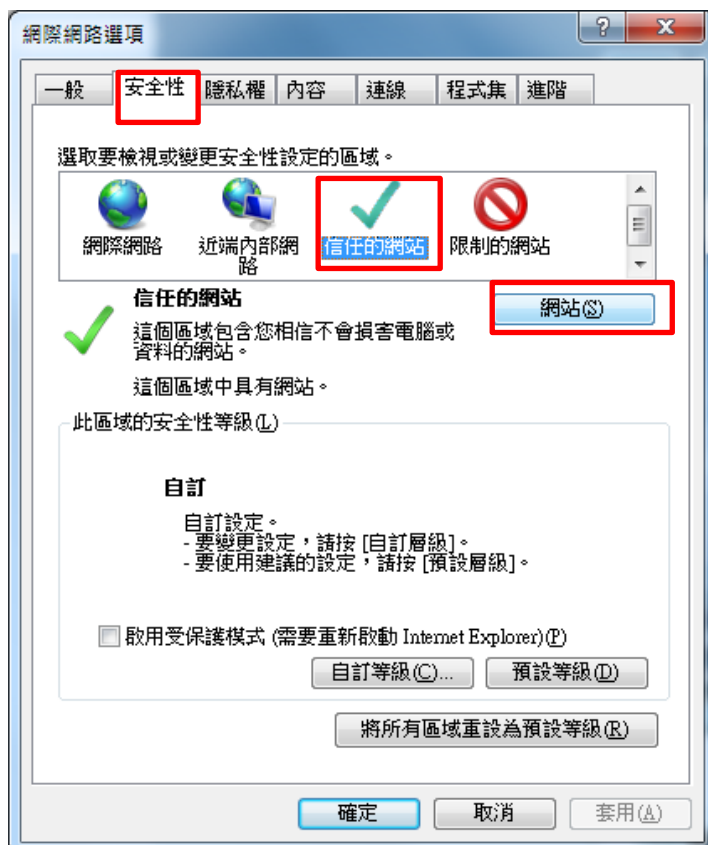 網際網路選項
一般 安全性 隱私權 內容 連線 程式集 進階
選取要檢視或變更安全性設定的區域。
網際網路 近端內部網路 信任的網站 限制的網站
信任的網站
網站(S)
這個區域包含您相信不會損害電腦或
資料的網站。
這個區域中具有網站。
此區域的安全性等級(L)
自訂
自訂設定。
- 要變更設定，請按 [自訂層級]。
- 要使用建議的設定，請按 [預設層級]。
啟用受保護模式 (需要重新啟動 Internet Explorer)(P)
自訂等級(C)... 預設等級(D)
將所有區域重設為預設等級(R)
確定 取消 套用(A)